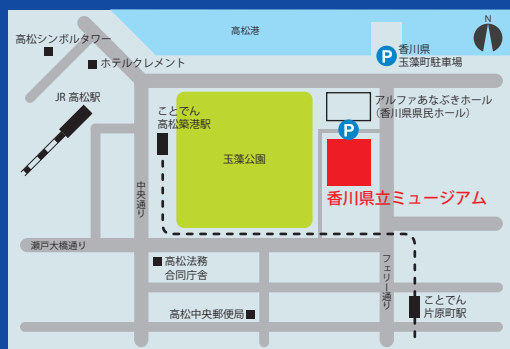 高松港
N
高松シンボルタワー
ホテルクレメント
P
香川県
玉藻町駐車場
JR 高松駅
ことでん
高松築港駅
アルファあなぶきホール
（香川県県民ホール）
P
玉藻公園
香川県立ミュージアム
中央通り
瀬戸大橋通り
高松法務
合同庁舎
フェリー通り
高松中央郵便局
ことでん
片原町駅